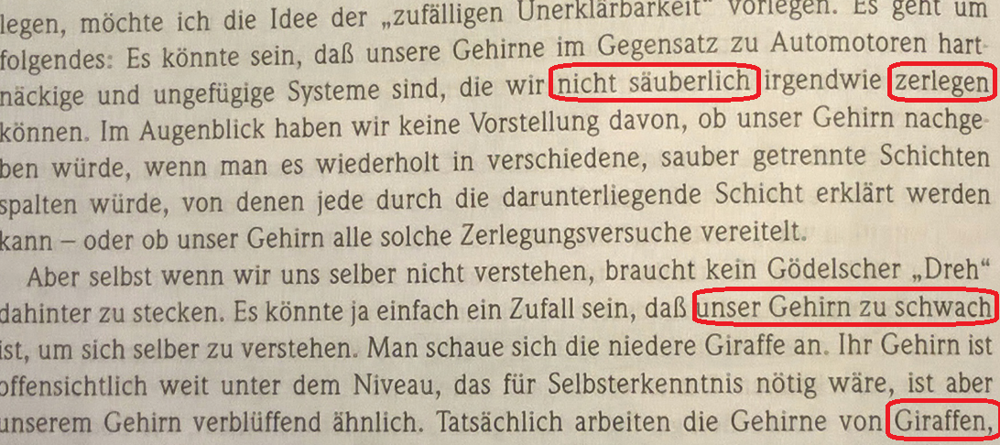 legen, möchte ich die Idee der „zufälligen Unerklärbarkeit“ vorlegen. Es geht um
folgendes: Es könnte sein, daß unsere Gehirne im Gegensatz zu Automotoren hart-
näckige und ungefügige Systeme sind, die wir nicht säuberlich irgendwie zerlegen
können. Im Augenblick haben wir keine Vorstellung davon, ob unser Gehirn nachge-
ben würde, wenn man es wiederholt in verschiedene, sauber getrennte Schichten
spalten würde, von denen jede durch die darunterliegende Schicht erklärt werden
kann – oder ob unser Gehirn alle solche Zerlegungsversuche vereitelt.
Aber selbst wenn wir uns selber nicht verstehen, braucht kein Gödelscher „Dreh“
dahinter zu stecken. Es könnte ja einfach ein Zufall sein, daß unser Gehirn zu schwach
ist, um sich selber zu verstehen. Man schaue sich die niedere Giraffe an. Ihr Gehirn ist
offensichtlich weit unter dem Niveau, das für Selbsterkenntnis nötig wäre, ist aber
unserem Gehirn verblüffend ähnlich. Tatsächlich arbeiten die Gehirne von Giraffen,